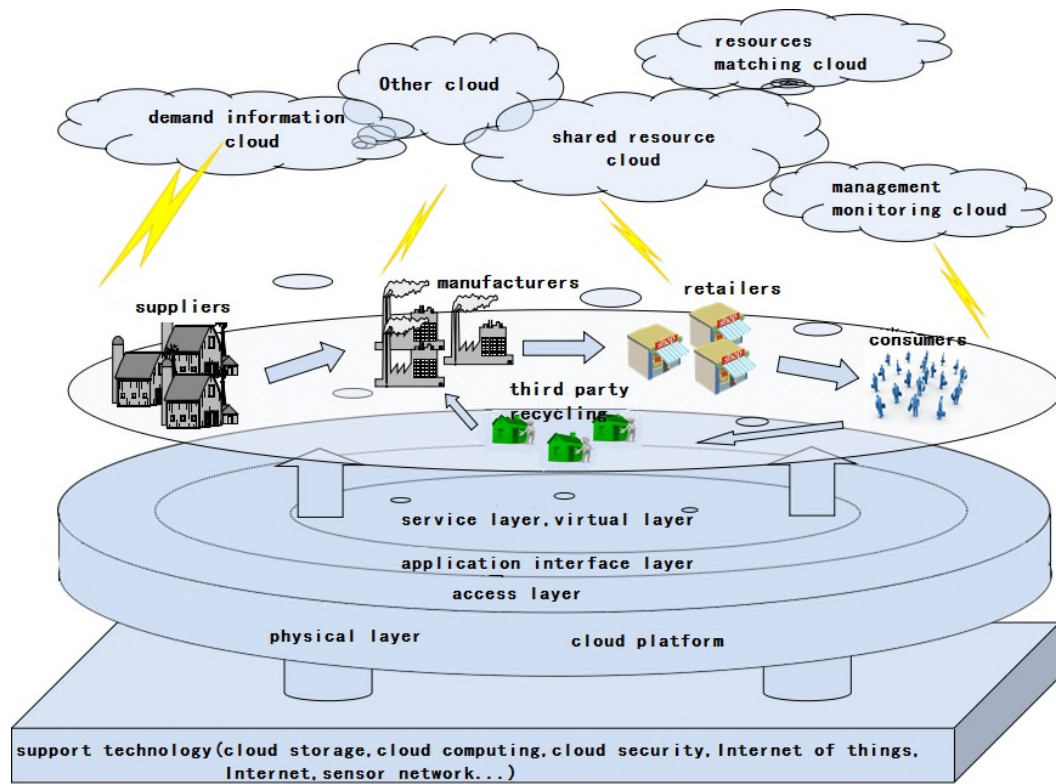 resources
matching cloud
Other cloud
demand information
cloud
shared resource
cloud
management
monitoring cloud
manufacturers
retailers
suppliers
consumers
third party
recycling
service layer,virtual layer
application interface layer
access layer
physical layer
cloud platform
support technology(cloud storage,cloud computing,cloud security,Internet of things,
Internet,sensor network...)